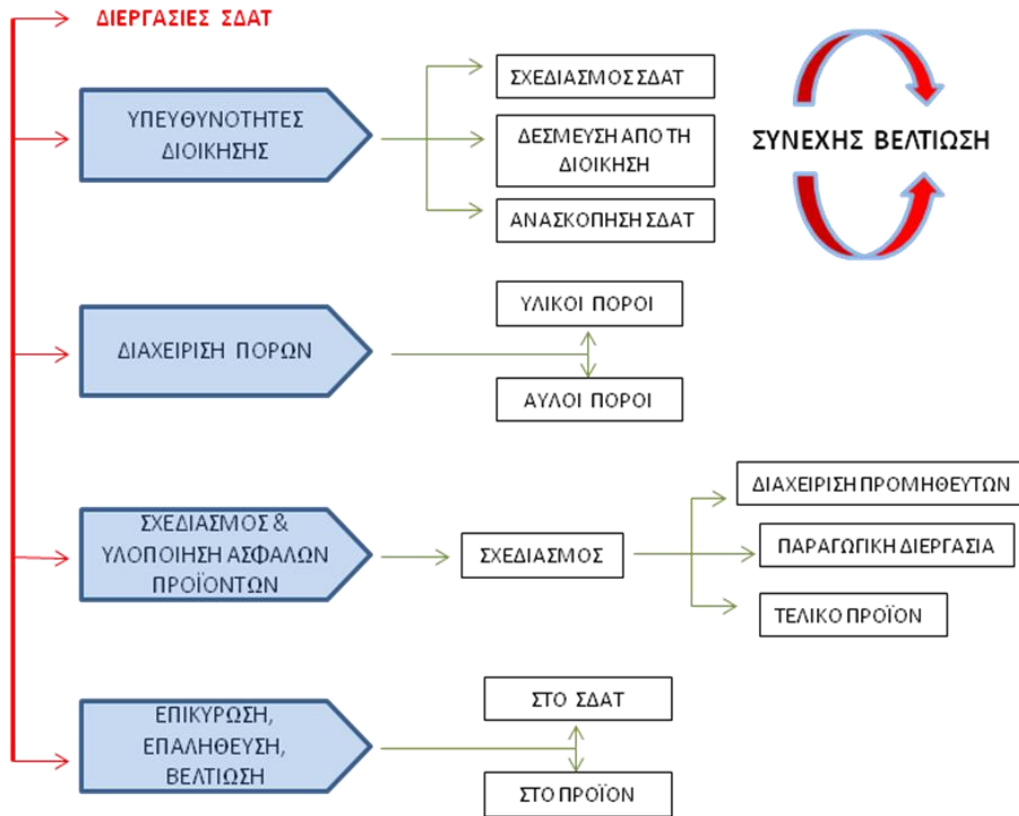 ΔΙΕΡΓΑΣΙΕΣ ΣΔΑΤ
ΥΠΕΥΘΥΝΟΤΗΤΕΣ
ΔΙΟΙΚΗΣΗΣ
ΣΧΕΔΙΑΣΜΟΣ ΣΔΑΤ
ΔΕΣΜΕΥΣΗ ΑΠΟ ΤΗ
ΔΙΟΙΚΗΣΗ
ΑΝΑΣΚΟΠΗΣΗ ΣΔΑΤ
ΣΥΝΕΧΗΣ ΒΕΛΤΙΩΣΗ
ΔΙΑΧΕΙΡΙΣΗ ΠΟΡΩΝ
ΥΛΙΚΟΙ ΠΟΡΟΙ
ΑΥΛΟΙ ΠΟΡΟΙ
ΣΧΕΔΙΑΣΜΟΣ &
ΥΛΟΠΟΙΗΣΗ ΑΣΦΑΛΩΝ
ΠΡΟΪΟΝΤΩΝ
ΣΧΕΔΙΑΣΜΟΣ
ΔΙΑΧΕΙΡΙΣΗ ΠΡΟΜΗΘΕΥΤΩΝ
ΠΑΡΑΓΩΓΙΚΗ ΔΙΕΡΓΑΣΙΑ
ΤΕΛΙΚΟ ΠΡΟΪΟΝ
ΕΠΙΚΥΡΩΣΗ,
ΕΠΑΛΗΘΕΥΣΗ,
ΒΕΛΤΙΩΣΗ
ΣΤΟ ΣΔΑΤ
ΣΤΟ ΠΡΟΪΟΝ